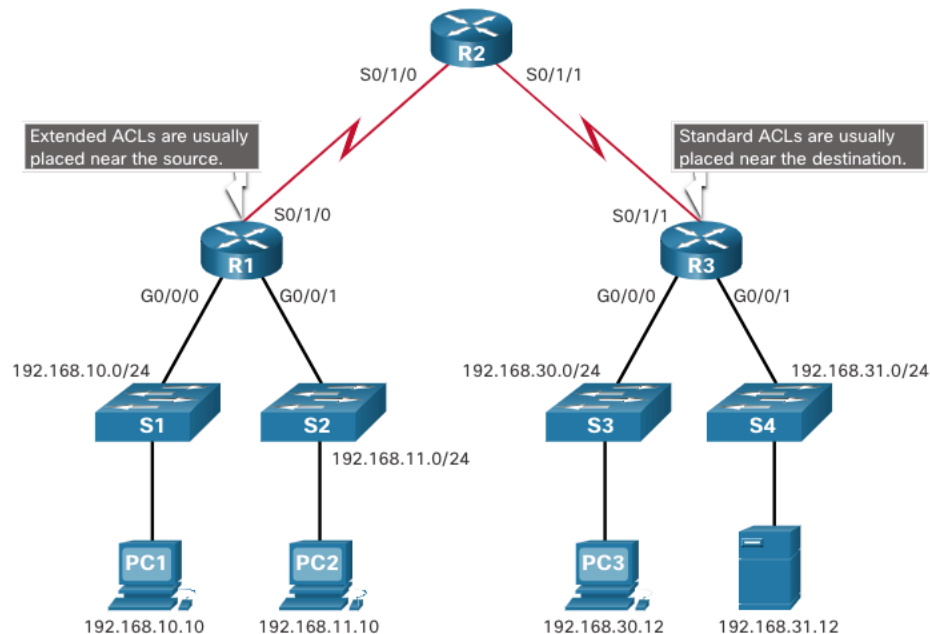 R2
S0/1/0
S0/1/1
Extended ACLs are usually
placed near the source.
Standard ACLs are usually
placed near the destination.
S0/1/0
S0/1/1
R1
R3
G0/0/0
G0/0/1
G0/0/0
G0/0/1
192.168.10.0/24
192.168.30.0/24
192.168.31.0/24
S1
S2
S3
S4
192.168.11.0/24
PC1
PC2
PC3
192.168.10.10
192.168.11.10
192.168.30.12
192.168.31.12